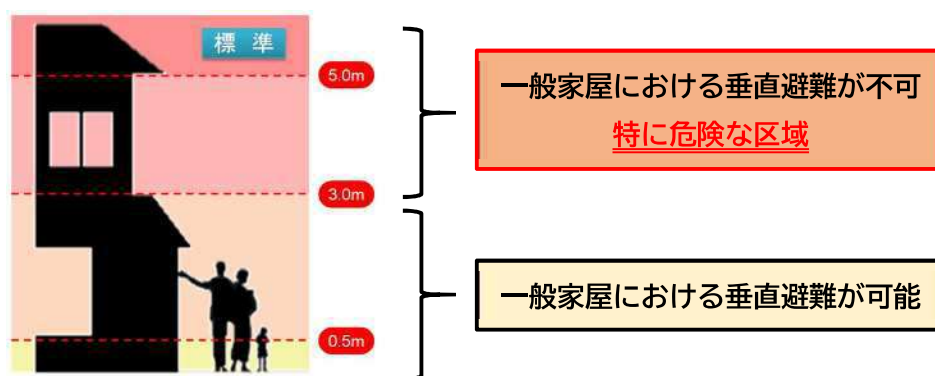 標 準
5.0m
一般家屋における垂直避難が不可
特に危険な区域
3.0m
一般家屋における垂直避難が可能
0.5m